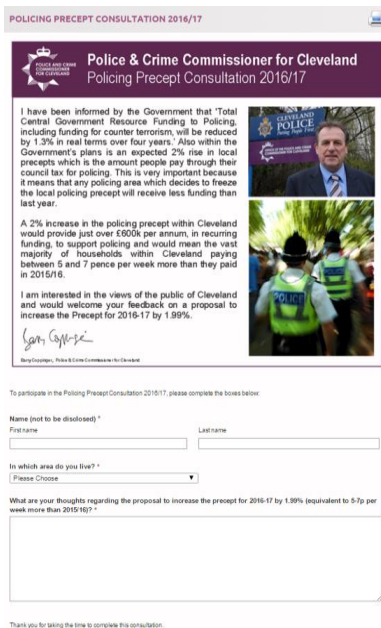 POLICING PRECEPT CONSULTATION 2016/17
POLICE AND CRIME
COMMISSIONER
FOR CLEVELAND
Police & Crime Commissioner for Cleveland
Policing Precept Consultation 2016/17
I have been informed by the Government that 'Total
Central Government Resource Funding to Policing,
including funding for counter terrorism, will be reduced
by 1.3% in real terms over four years.' Also within the
Government's plans is an expected 2% rise in local
precepts which is the amount people pay through their
council tax for policing. This is very important because
it means that any policing area which decides to freeze
the local policing precept will receive less funding than
last year.
A 2% increase in the policing precept within Cleveland
would provide just over £600k per annum, in recurring
funding, to support policing and would mean the vast
majority of households within Cleveland paying
between 5 and 7 pence per week more than they paid
in 2015/16.
I am interested in the views of the public of Cleveland
and would welcome your feedback on a proposal to
increase the Precept for 2016-17 by 1.99%.
Barry Coppinger, Police & Crime Commissioner for Cleveland
CLEVELAND
POLICE
Putting People First
POLICE
To participate in the Policing Precept Consultation 2016/17, please complete the boxes below:
Name (not to be disclosed) *
First name
Last name
In which area do you live? *
Please Choose
What are your thoughts regarding the proposal to increase the precept for 2016-17 by 1.99% (equivalent to 5-7p per
week more than 2015/16)? *
Thank you for taking the time to complete this consultation.